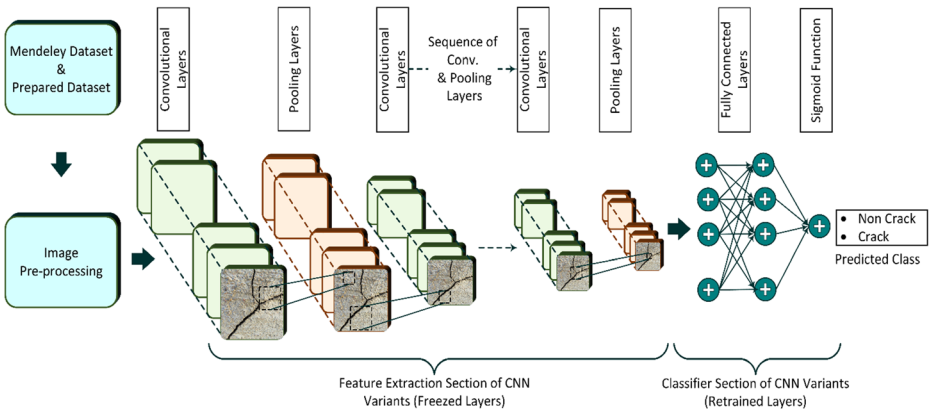 Mendeley Dataset
&
Prepared Dataset
Convolutional
Layers
Pooling Layers
Convolutional
Layers
Sequence of
Conv.
& Pooling
Layers
Convolutional
Layers
Pooling Layers
Fully Connected
Layers
Sigmoid Function
Image
Pre-processing
• Non Crack
• Crack
Predicted Class
Feature Extraction Section of CNN
Variants (Freezed Layers)
Classifier Section of CNN Variants
(Retrained Layers)